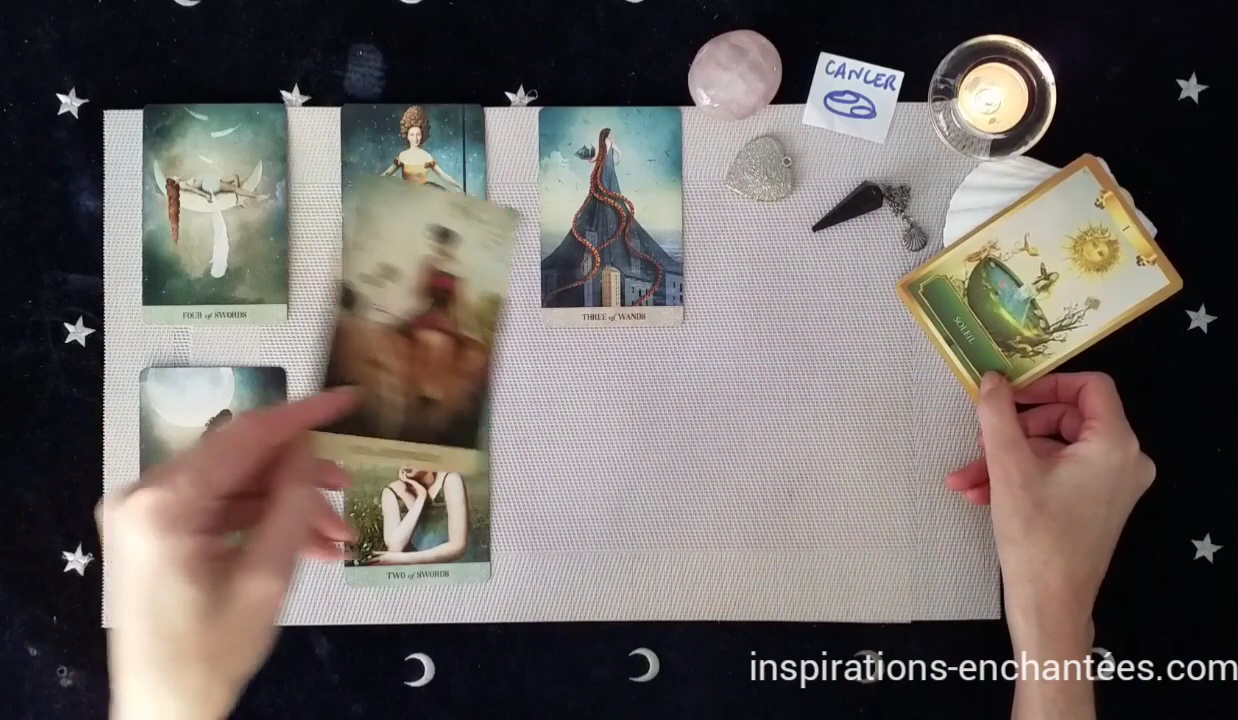 CANCER
FOUR of SWORDS
THREE of WANDS
I
SOLEIL
TWO of SWORDS
inspirations-enchantées.com